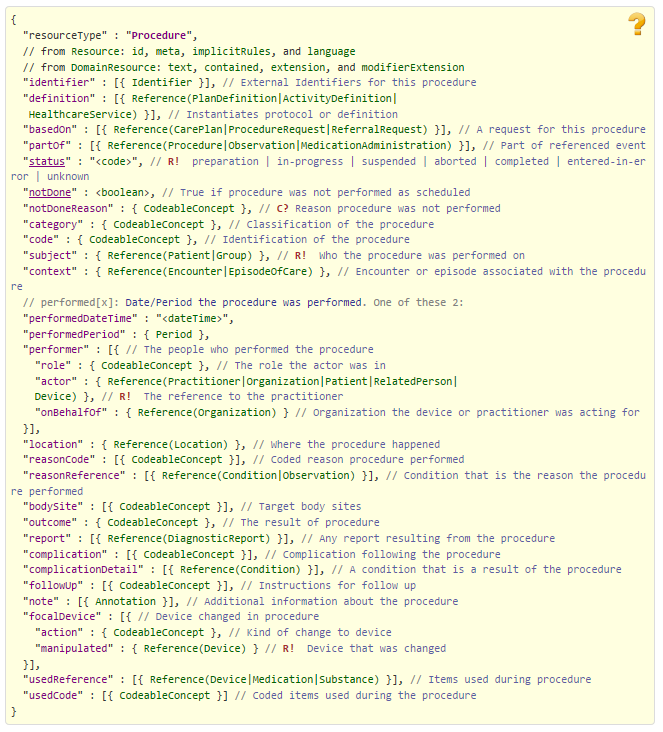 {
"resourceType" : "Procedure",
// from Resource: id, meta, implicitRules, and language
// from DomainResource: text, contained, extension, and modifierExtension
"identifier" : [{ Identifier }], // External Identifiers for this procedure
"definition" : [{ Reference(PlanDefinition|ActivityDefinition|
HealthcareService) }], // Instantiates protocol or definition
"basedOn" : [{ Reference(CarePlan|ProcedureRequest|ReferralRequest) }], // A request for this procedure
"partOf" : [{ Reference(Procedure|Observation|MedicationAdministration) }], // Part of referenced event
"status" : "<code>", // R!  preparation | in-progress | suspended | aborted | completed | entered-in-er
ror | unknown
"notDone" : <boolean>, // True if procedure was not performed as scheduled
"notDoneReason" : { CodeableConcept }, // C? Reason procedure was not performed
"category" : { CodeableConcept }, // Classification of the procedure
"code" : { CodeableConcept }, // Identification of the procedure
"subject" : { Reference(Patient|Group) }, // R!  Who the procedure was performed on
"context" : { Reference(Encounter|EpisodeOfCare) }, // Encounter or episode associated with the procedu
re
// performed[x]: Date/Period the procedure was performed. One of these 2:
"performedDateTime" : "<dateTime>",
"performedPeriod" : { Period },
"performer" : [{ // The people who performed the procedure
"role" : { CodeableConcept }, // The role the actor was in
"actor" : { Reference(Practitioner|Organization|Patient|RelatedPerson|
Device) }, // R!  The reference to the practitioner
"onBehalfOf" : { Reference(Organization) } // Organization the device or practitioner was acting for
}],
"location" : { Reference(Location) }, // Where the procedure happened
"reasonCode" : [{ CodeableConcept }], // Coded reason procedure performed
"reasonReference" : [{ Reference(Condition|Observation) }], // Condition that is the reason the procedu
re performed
"bodySite" : [{ CodeableConcept }], // Target body sites
"outcome" : { CodeableConcept }, // The result of procedure
"report" : [{ Reference(DiagnosticReport) }], // Any report resulting from the procedure
"complication" : [{ CodeableConcept }], // Complication following the procedure
"complicationDetail" : [{ Reference(Condition) }], // A condition that is a result of the procedure
"followUp" : [{ CodeableConcept }], // Instructions for follow up
"note" : [{ Annotation }], // Additional information about the procedure
"focalDevice" : [{ // Device changed in procedure
"action" : { CodeableConcept }, // Kind of change to device
"manipulated" : { Reference(Device) } // R!  Device that was changed
}],
"usedReference" : [{ Reference(Device|Medication|Substance) }], // Items used during procedure
"usedCode" : [{ CodeableConcept }] // Coded items used during the procedure
}